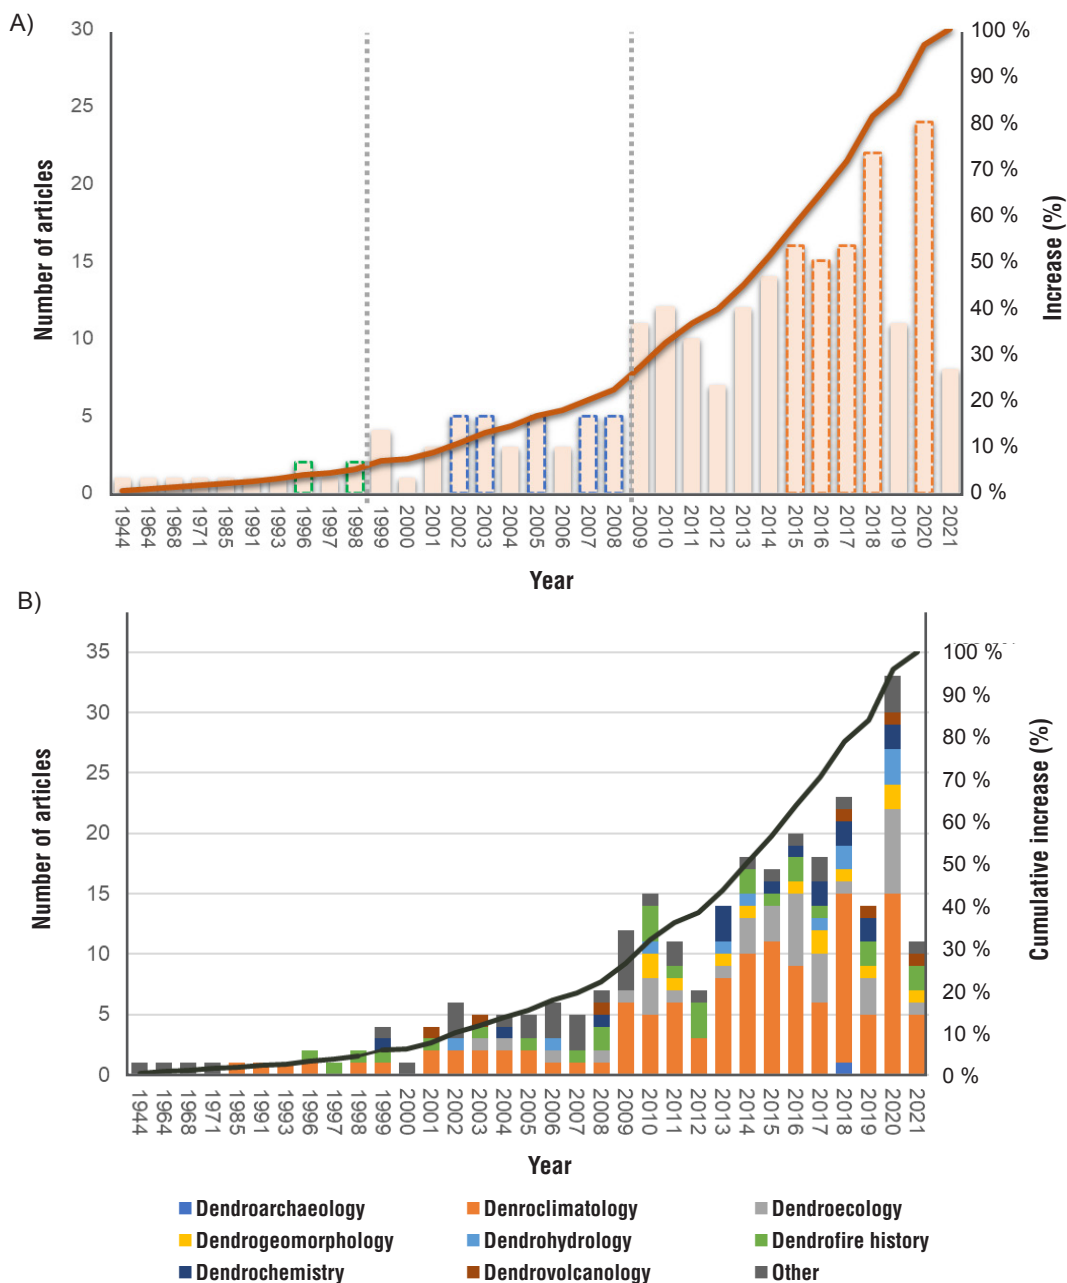 A)
30
25
20
15
10
5
0
Number of articles
100 %
90 %
80 %
70 %
60 %
50 %
40 %
30 %
20 %
10 %
0 %
Increase (%)
1944 1964 1968 1971 1985 1991 1993 1996 1997 1998 1999 2000 2001 2002 2003 2004 2005 2006 2007 2008 2009 2010 2011 2012 2013 2014 2015 2016 2017 2018 2019 2020 2021
Year
B)
35
30
25
20
15
10
5
0
Number of articles
100 %
90 %
80 %
70 %
60 %
50 %
40 %
30 %
20 %
10 %
0 %
Cumulative increase (%)
1944 1964 1968 1971 1985 1991 1993 1996 1997 1998 1999 2000 2001 2002 2003 2004 2005 2006 2007 2008 2009 2010 2011 2012 2013 2014 2015 2016 2017 2018 2019 2020 2021
Year
Dendroarchaeology Denroclimatology Dendroecology
Dendrogeomorphology Dendrohydrology Dendrofire history
Dendrochemistry Dendrovolcanology Other